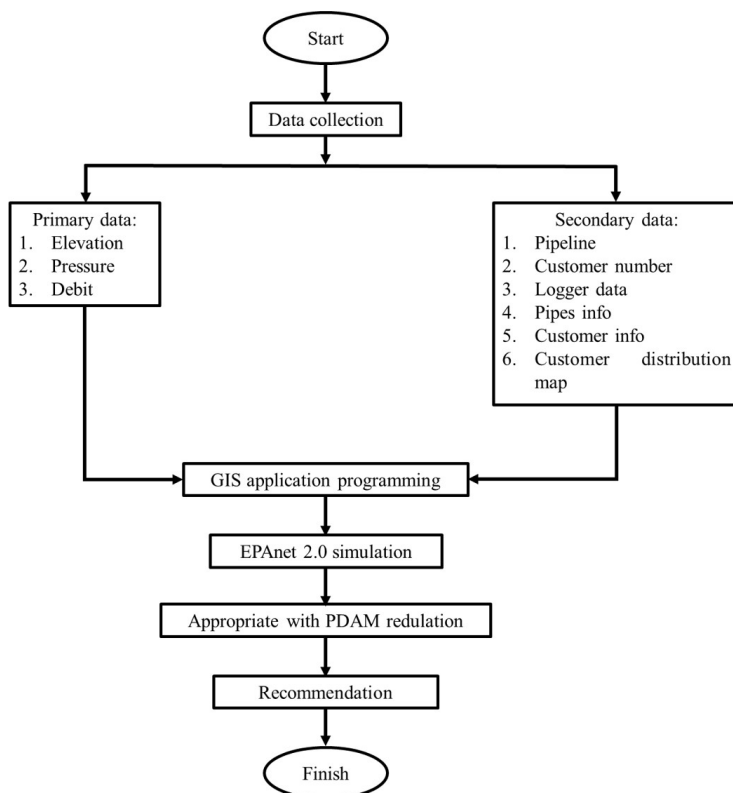 Start
Data collection
Primary data:
1. Elevation
2. Pressure
3. Debit
Secondary data:
1. Pipeline
2. Customer number
3. Logger data
4. Pipes info
5. Customer info
6. Customer distribution
map
GIS application programming
EPAnet 2.0 simulation
Appropriate with PDAM redulation
Recommendation
Finish